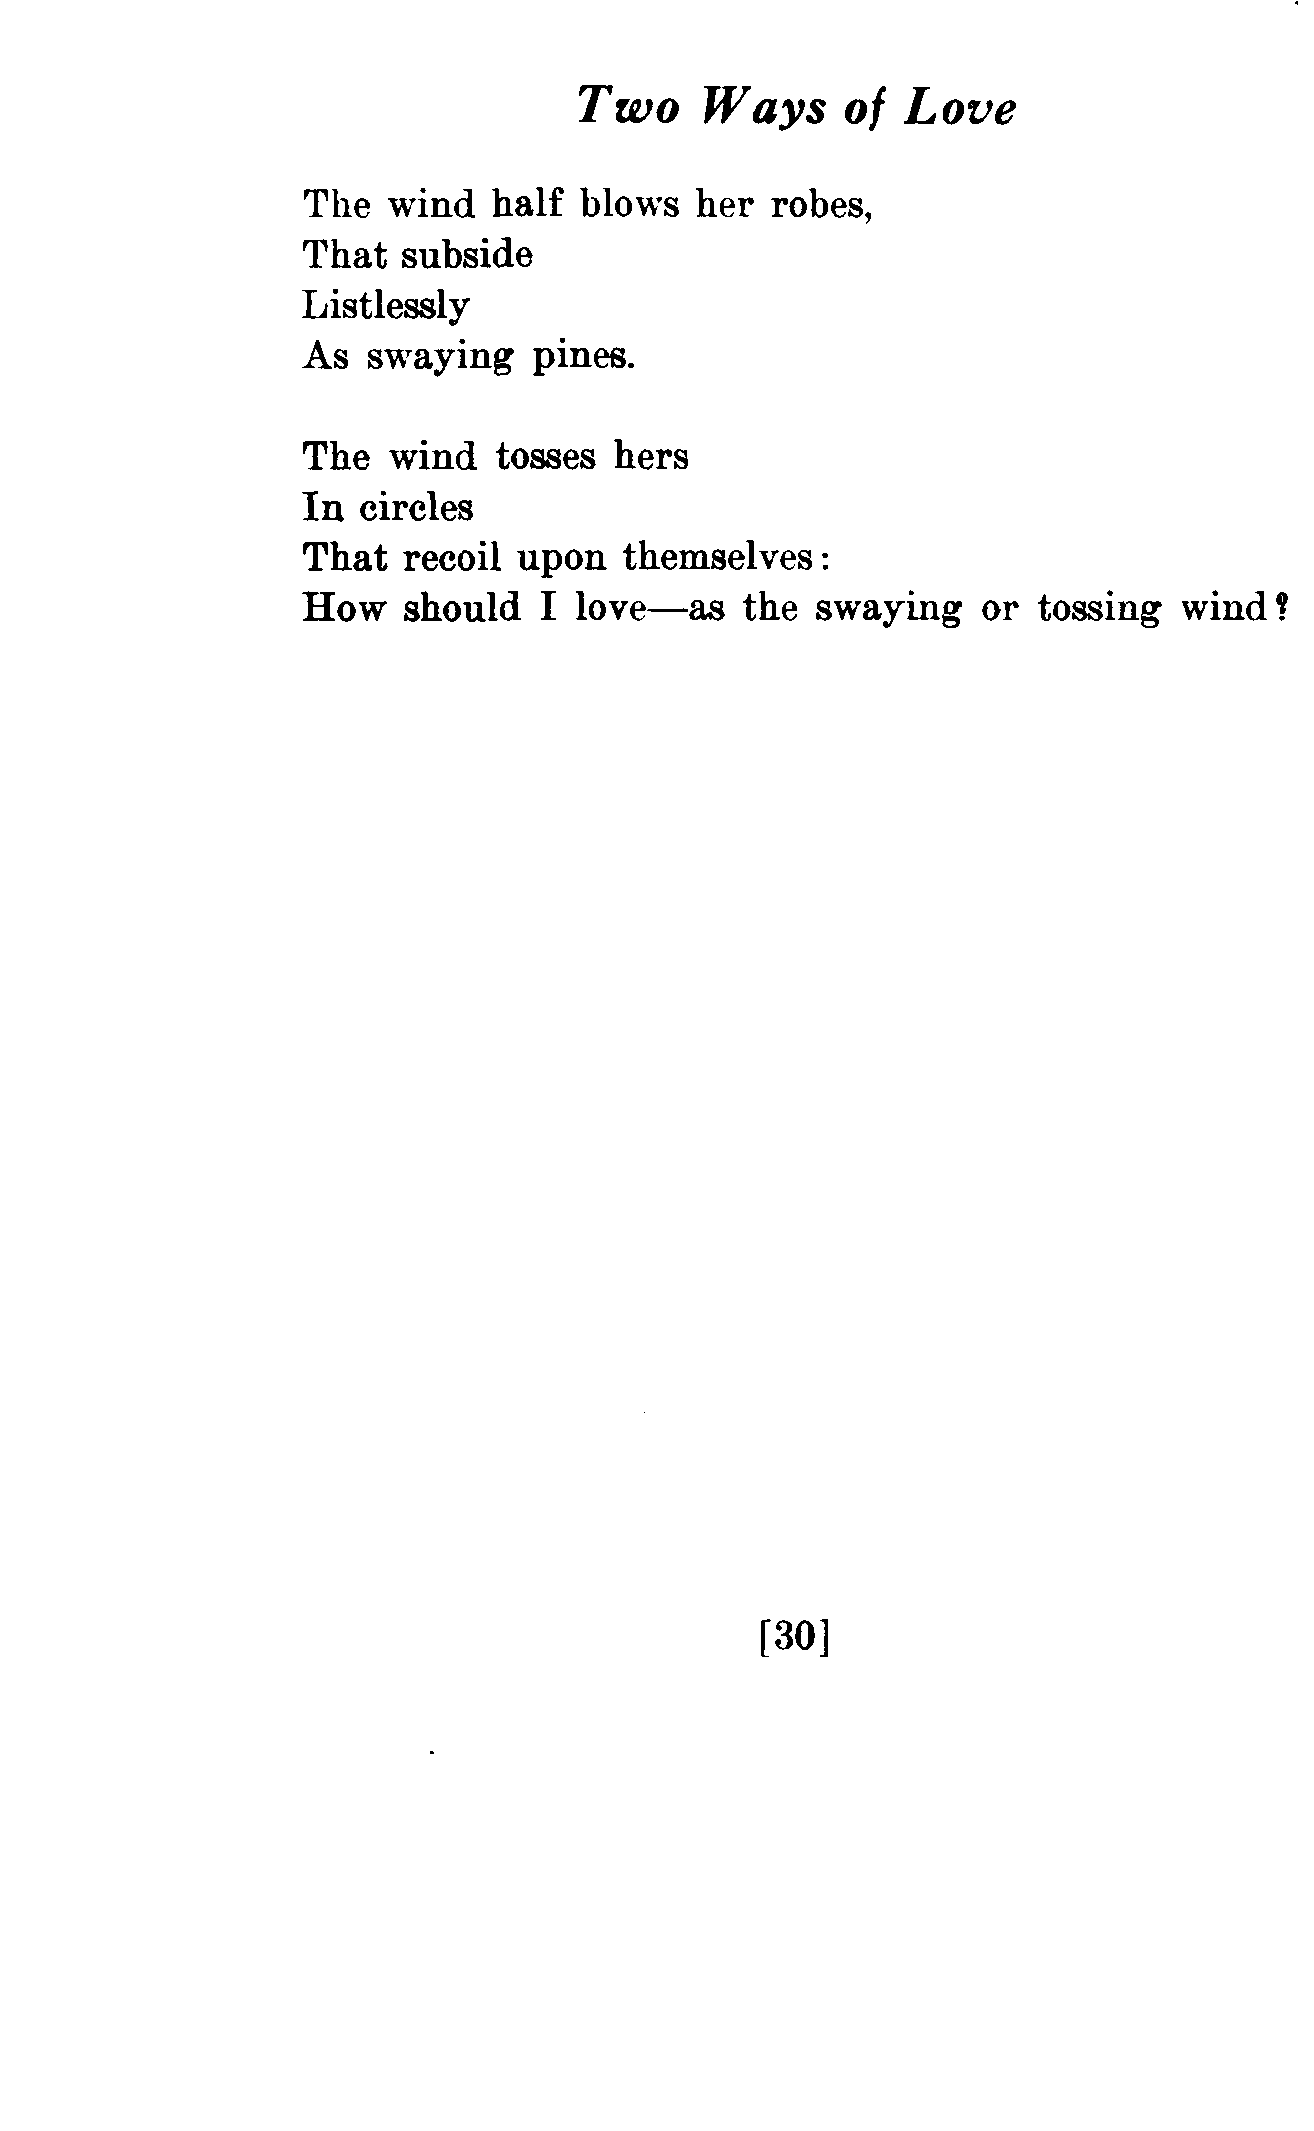 Two Ways of Love
The wind half blows her robes,
That subside
Listlessly
As swaying pines.
The wind tosses hers
In circles
That recoil upon themselves:
How should I love—as the swaying or tossing wind?
[30]